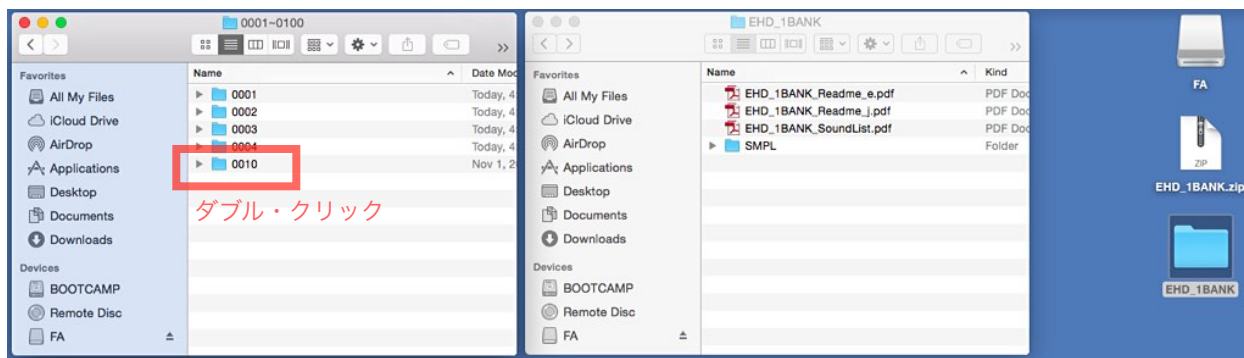 0001~0100
Favorites
All My Files
iCloud Drive
AirDrop
Applications
Desktop
Documents
Downloads
Devices
BOOTCAMP
Remote Disc
FA
Name
Date Mod
0001
Today, 4:
0002
Today, 4:
0003
Today, 4:
0004
Today, 4:
0010
Nov 1, 2
ダブル・クリック
EHD_1BANK
Favorites
All My Files
iCloud Drive
AirDrop
Applications
Desktop
Documents
Downloads
Devices
BOOTCAMP
Remote Disc
FA
Name
Kind
EHD_1BANK_Readme_e.pdf
PDF Doc
EHD_1BANK_Readme_j.pdf
PDF Doc
EHD_1BANK_SoundList.pdf
PDF Doc
SMPL
Folder
FA
ZIP
EHD_1BANK.zip
EHD_1BANK